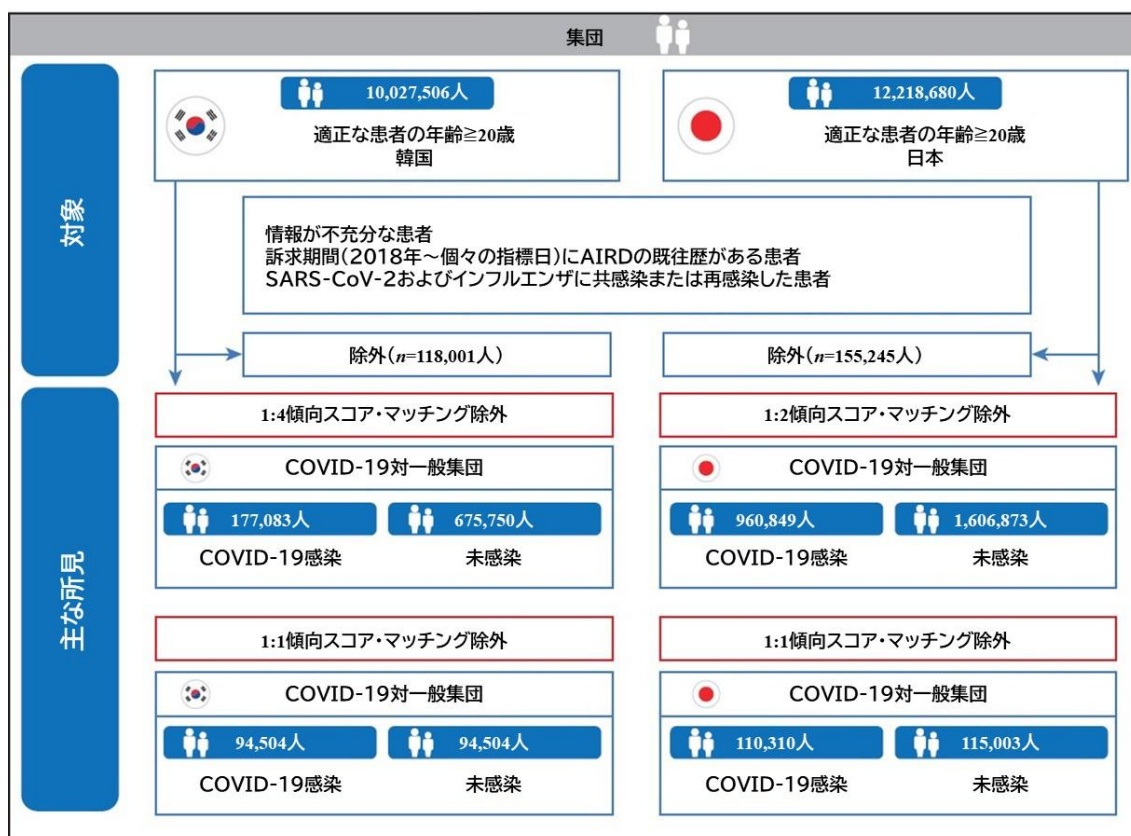 集団
対象
10,027,506人
適正な患者の年齢≧20歳
韓国
12,218,680人
適正な患者の年齢≧20歳
日本
情報が不充分な患者
訴求期間(2018年〜個々の指標日)にAIRDの既往歴がある患者
SARS-CoV-2およびインフルエンザに共感染または再感染した患者
除外(n=118,001人)
除外(n=155,245人)
主な所見
1:4傾向スコア・マッチング除外
COVID-19対一般集団
177,083人
675,750人
COVID-19感染
未感染
1:2傾向スコア・マッチング除外
COVID-19対一般集団
960,849人
1,606,873人
COVID-19感染
未感染
1:1傾向スコア・マッチング除外
COVID-19対一般集団
94,504人
94,504人
COVID-19感染
未感染
1:1傾向スコア・マッチング除外
COVID-19対一般集団
110,310人
115,003人
COVID-19感染
未感染